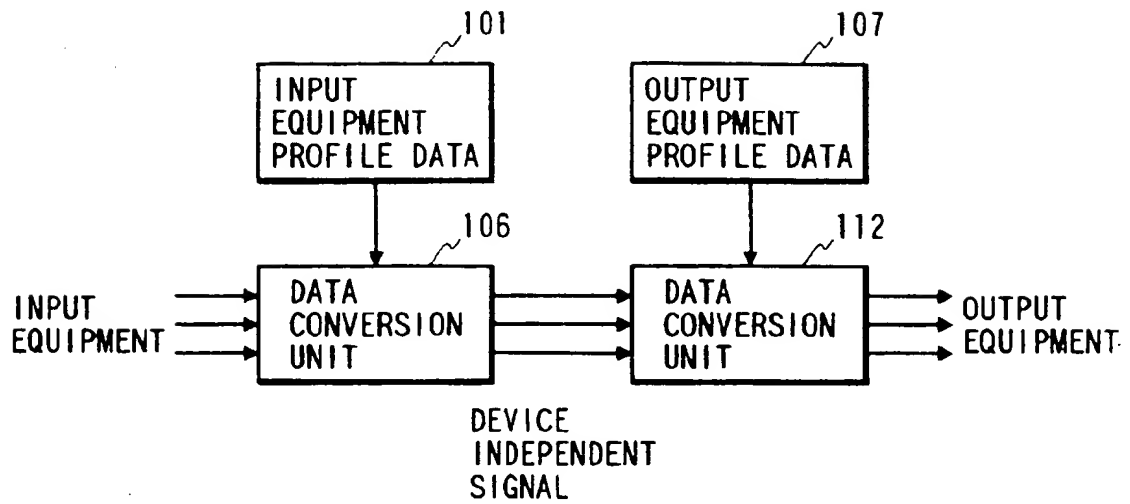 101
107
INPUT
EQUIPMENT
PROFILE DATA
OUTPUT
EQUIPMENT
PROFILE DATA
106
112
INPUT
EQUIPMENT
DATA
CONVERSION
UNIT
DATA
CONVERSION
UNIT
OUTPUT
EQUIPMENT
DEVICE
INDEPENDENT
SIGNAL